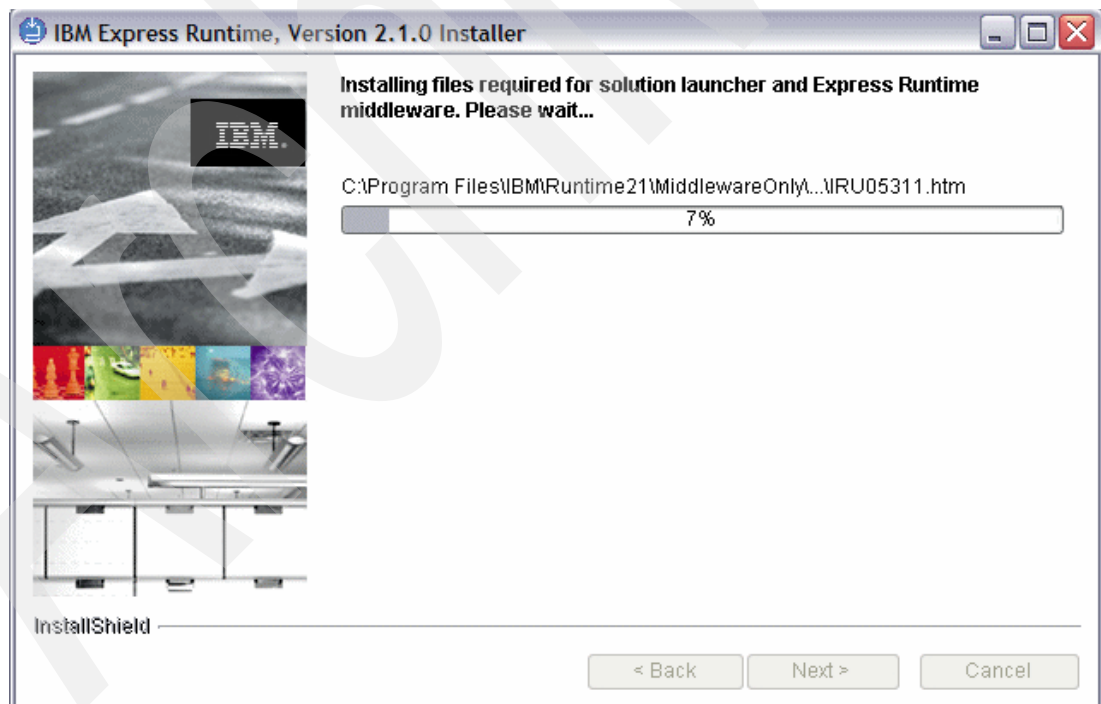 IBM Express Runtime, Version 2.1.0 Installer
IBM.
Installing files required for solution launcher and Express Runtime
middleware. Please wait...
C:\Program Files\IBM\Runtime21\MiddlewareOnly\...\IRU05311.htm
7%
InstallShield
< Back
Next >
Cancel